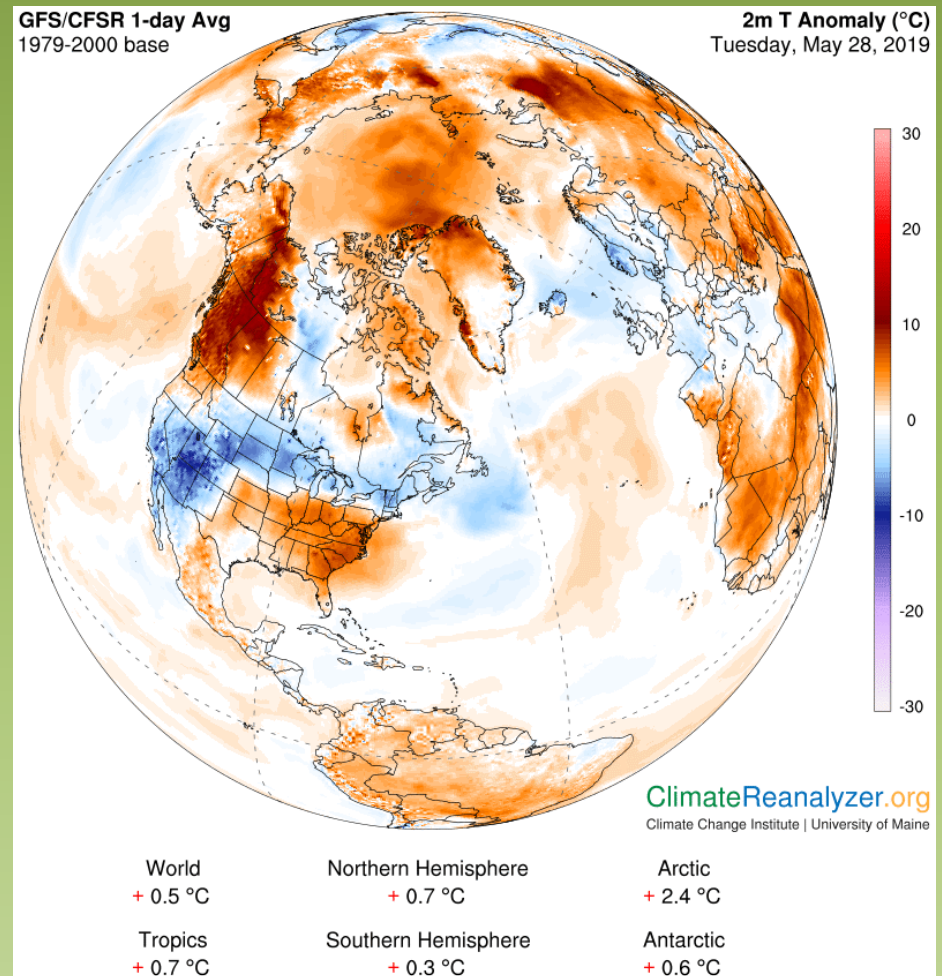 GFS/CFSR 1-day Avg
1979-2000 base
2m T Anomaly (°C)
Tuesday, May 28, 2019
30
20
10
0
-10
-20
-30
ClimateReanalyzer.org
Climate Change Institute | University of Maine
World
+ 0.5 °C
Northern Hemisphere
+ 0.7 °C
Arctic
+ 2.4 °C
Tropics
+ 0.7 °C
Southern Hemisphere
+ 0.3 °C
Antarctic
+ 0.6 °C